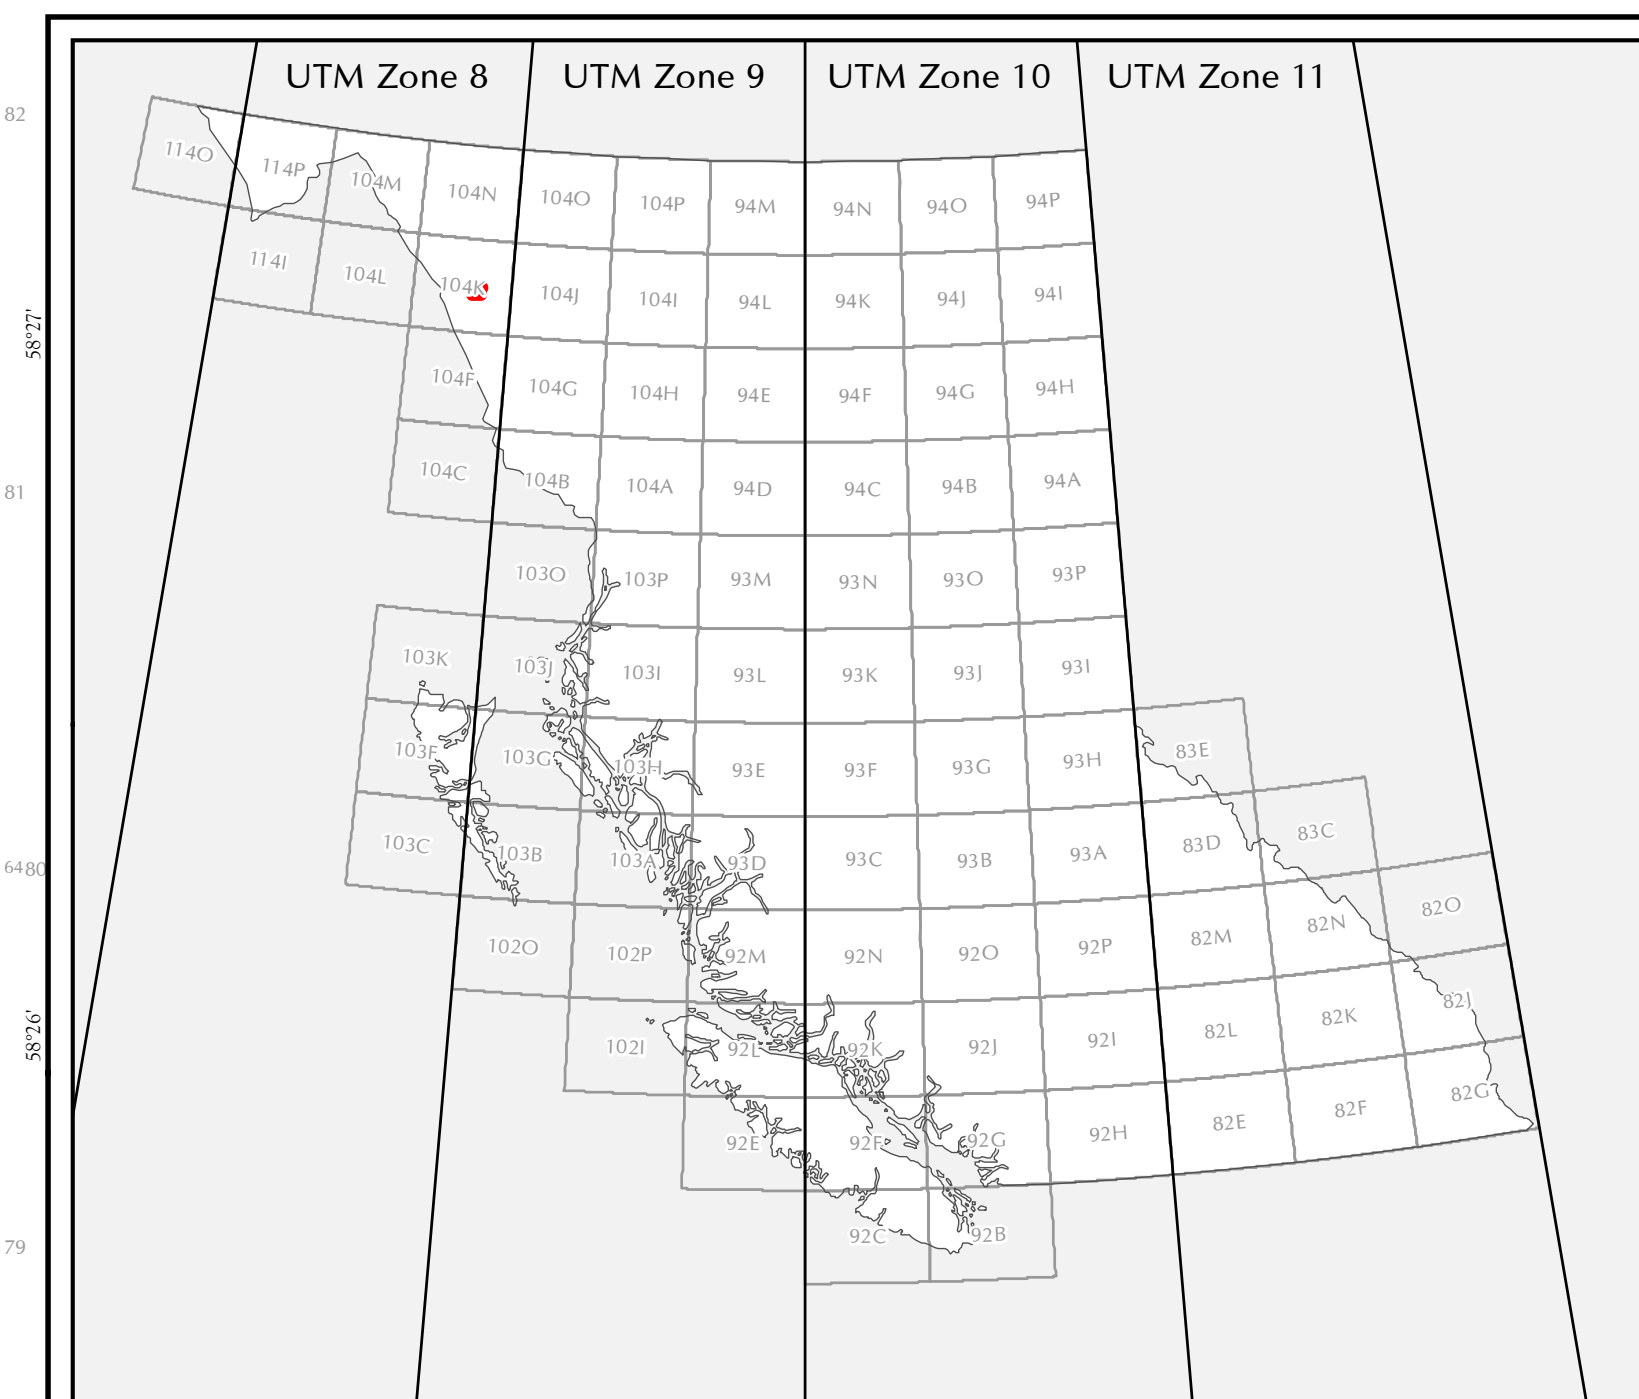 UTM Zone 8 UTM Zone 9 UTM Zone 10 UTM Zone 11
82
114O 114P 104M 104N 104O 104P 94M 94N 94O 94P
114I 104L 104K 104J 104I 94L 94K 94J 94I
58°27'
104F 104G 104H 94E 94F 94G 94H
81
104C 104B 104A 94D 94C 94B 94A
103O 103P 93M 93N 93O 93P
103K 103J 103I 93L 93K 93J 93I
103F 103G 103H 93E 93F 93G 93H 83E
6480
103C 103B 103A 93D 93C 93B 93A 83D 83C
102O 102P 92M 92N 92O 92P 82M 82N 82O
58°26'
102I 92L 92K 92J 92I 82L 82K 82J
92E 92F 92G 92H 82E 82F 82G
79
92C 92B